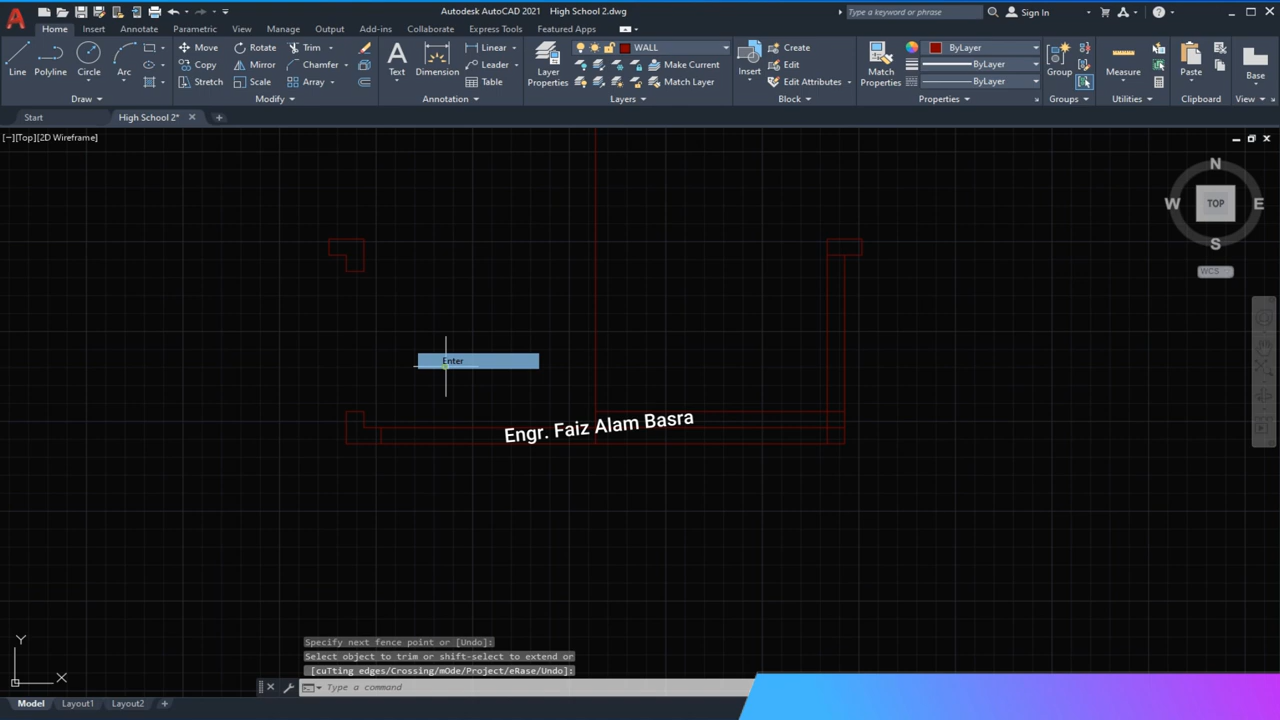 Autodesk AutoCAD 2021 High School 2.dwg
Type a keyword or phrase
Sign In
Home Insert Annotate Parametric View Manage Output Add-ins Collaborate Express Tools Featured Apps
Line
Polyline
Circle
Arc
Move
Rotate
Trim
Copy
Mirror
Chamfer
Stretch
Scale
Array
Text
Dimension
Linear
Leader
Table
Layer
Properties
WALL
Make Current
Match Layer
Insert
Create
Edit
Edit Attributes
Match
Properties
ByLayer
ByLayer
ByLayer
Group
Measure
Paste
Base
Draw
Modify
Annotation
Layers
Block
Properties
Groups
Utilities
Clipboard
View
Start
High School 2*
[−][Top][2D Wireframe]
N
W
TOP
E
S
WCS
Enter
Engr. Faiz Alam Basra
Specify next fence point or [Undo]:
Select object to trim or shift-select to extend or
[cuTting edges/Crossing/mOde/Project/eRase/Undo]:
Type a command
Y
X
Model
Layout1
Layout2